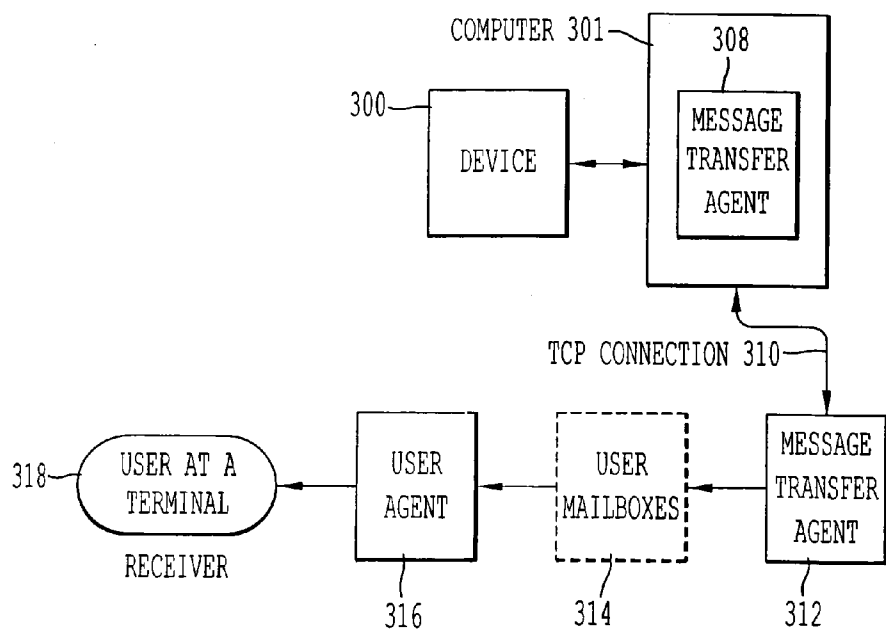 COMPUTER 301
308
300
MESSAGE
TRANSFER
AGENT
DEVICE
TCP CONNECTION 310
318
USER AT A
TERMINAL
RECEIVER
USER
AGENT
316
USER
MAILBOXES
314
MESSAGE
TRANSFER
AGENT
312